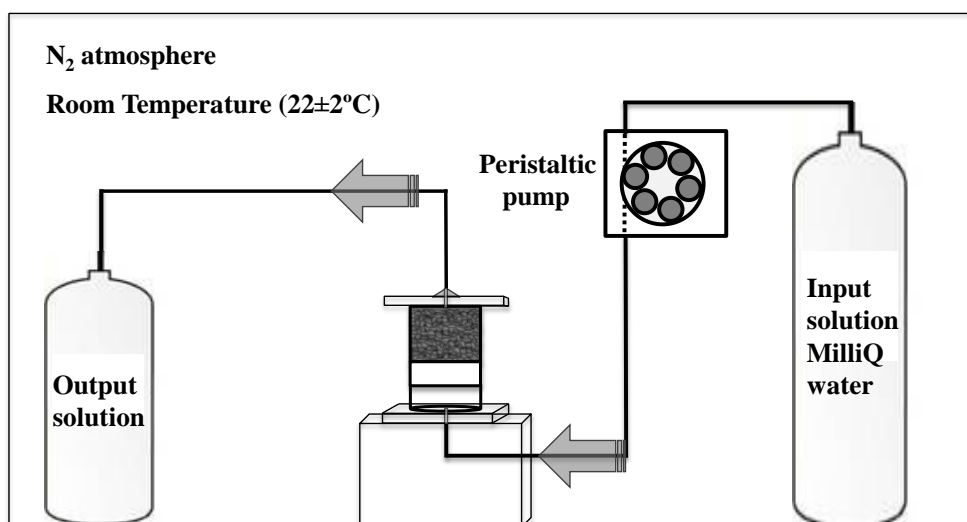 N₂ atmosphere
Room Temperature (22±2ºC)
Peristaltic
pump
Input
solution
MilliQ
water
Output
solution